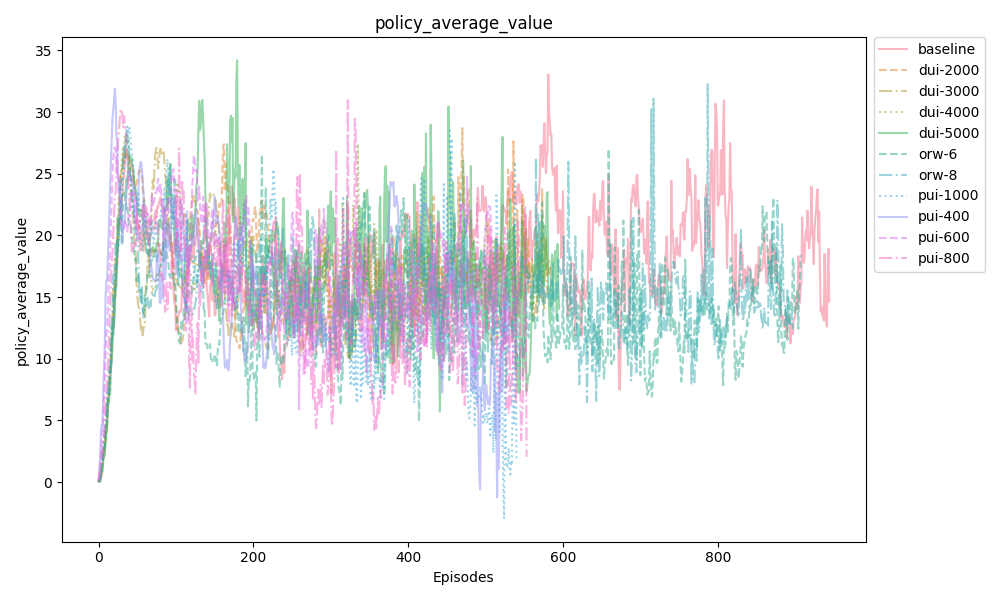 policy_average_value
policy_average_value
35
30
25
20
15
10
5
0
0
200
400
600
800
Episodes
baseline
dui-2000
dui-3000
dui-4000
dui-5000
orw-6
orw-8
pui-1000
pui-400
pui-600
pui-800